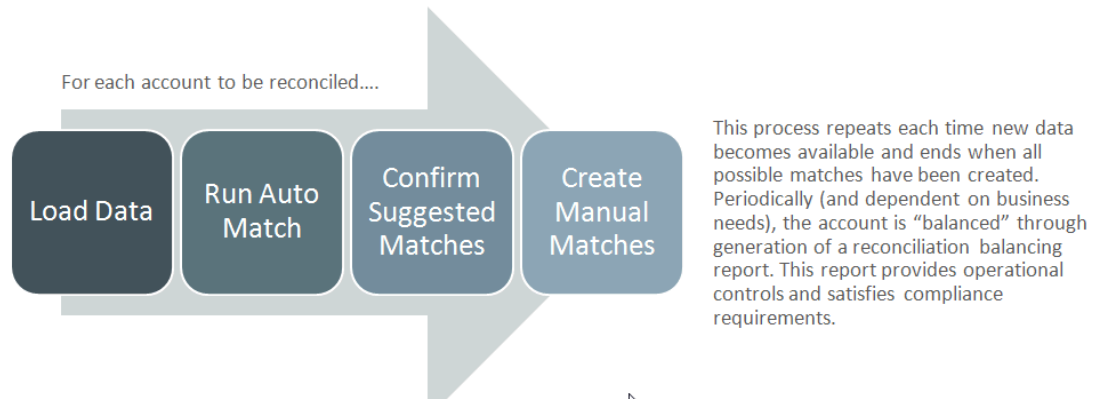 For each account to be reconciled....
Load Data
Run Auto
Match
Confirm
Suggested
Matches
Create
Manual
Matches
This process repeats each time new data
becomes available and ends when all
possible matches have been created.
Periodically (and dependent on business
needs), the account is “balanced” through
generation of a reconciliation balancing
report. This report provides operational
controls and satisfies compliance
requirements.